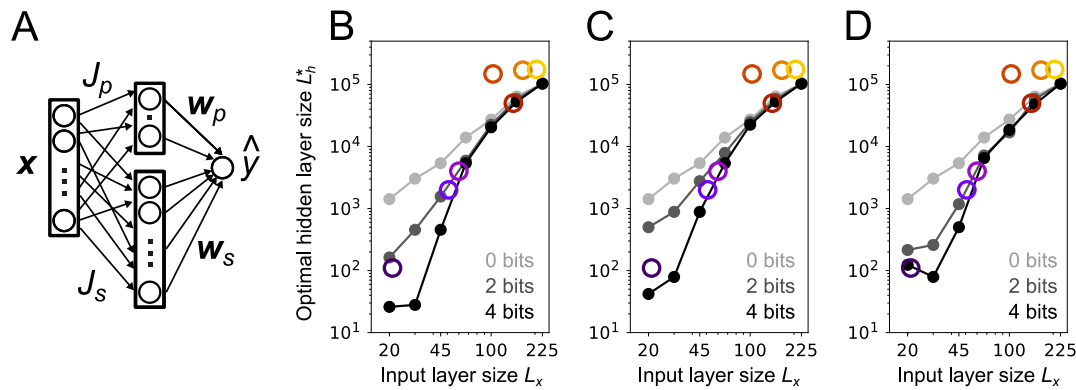 A
J_p
w_p
x
ŷ
J_s
w_s
B
Optimal hidden layer size L*_h
10^5
10^4
10^3
10^2
10^1
0 bits
2 bits
4 bits
20 45 100 225
Input layer size L_x
C
10^5
10^4
10^3
10^2
10^1
0 bits
2 bits
4 bits
20 45 100 225
Input layer size L_x
D
10^5
10^4
10^3
10^2
10^1
0 bits
2 bits
4 bits
20 45 100 225
Input layer size L_x